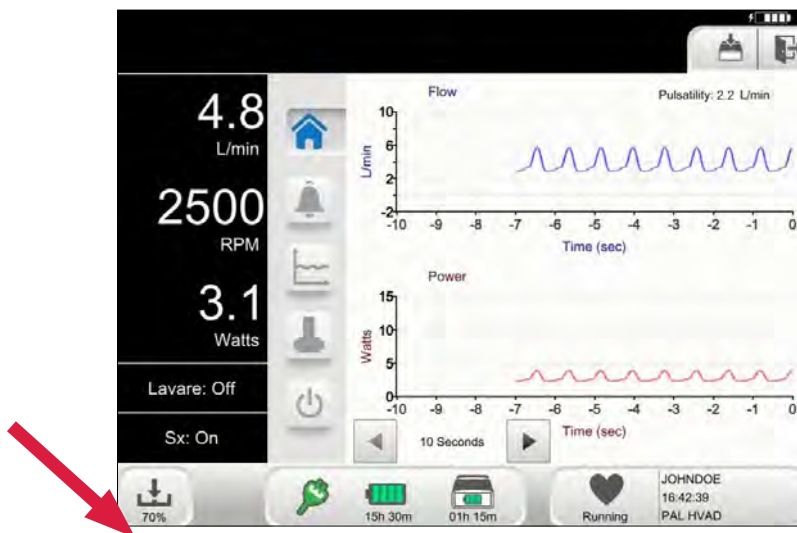 4.8
L/min
2500
RPM
3.1
Watts
Lavare: Off
Sx: On
Flow
Pulsatility: 2.2 L/min
L/min
10
6
2
-2
-10 -9 -8 -7 -6 -5 -4 -3 -2 -1 0
Time (sec)
Power
Watts
15
10
5
0
-10 -9 -8 -7 -6 -5 -4 -3 -2 -1 0
Time (sec)
10 Seconds
70%
15h 30m
01h 15m
Running
JOHNDOE
16:42:39
PAL HVAD